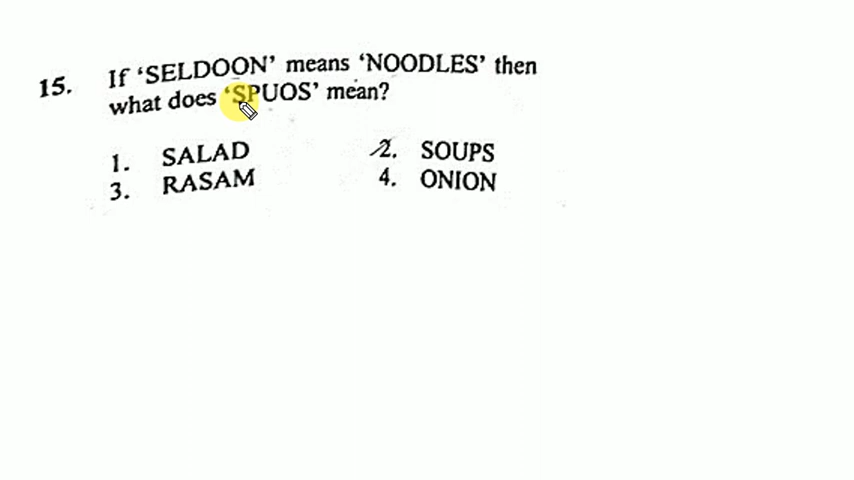 15. If 'SELDOON' means 'NOODLES' then
what does 'SPUOS' mean?
1. SALAD 2. SOUPS
3. RASAM 4. ONION